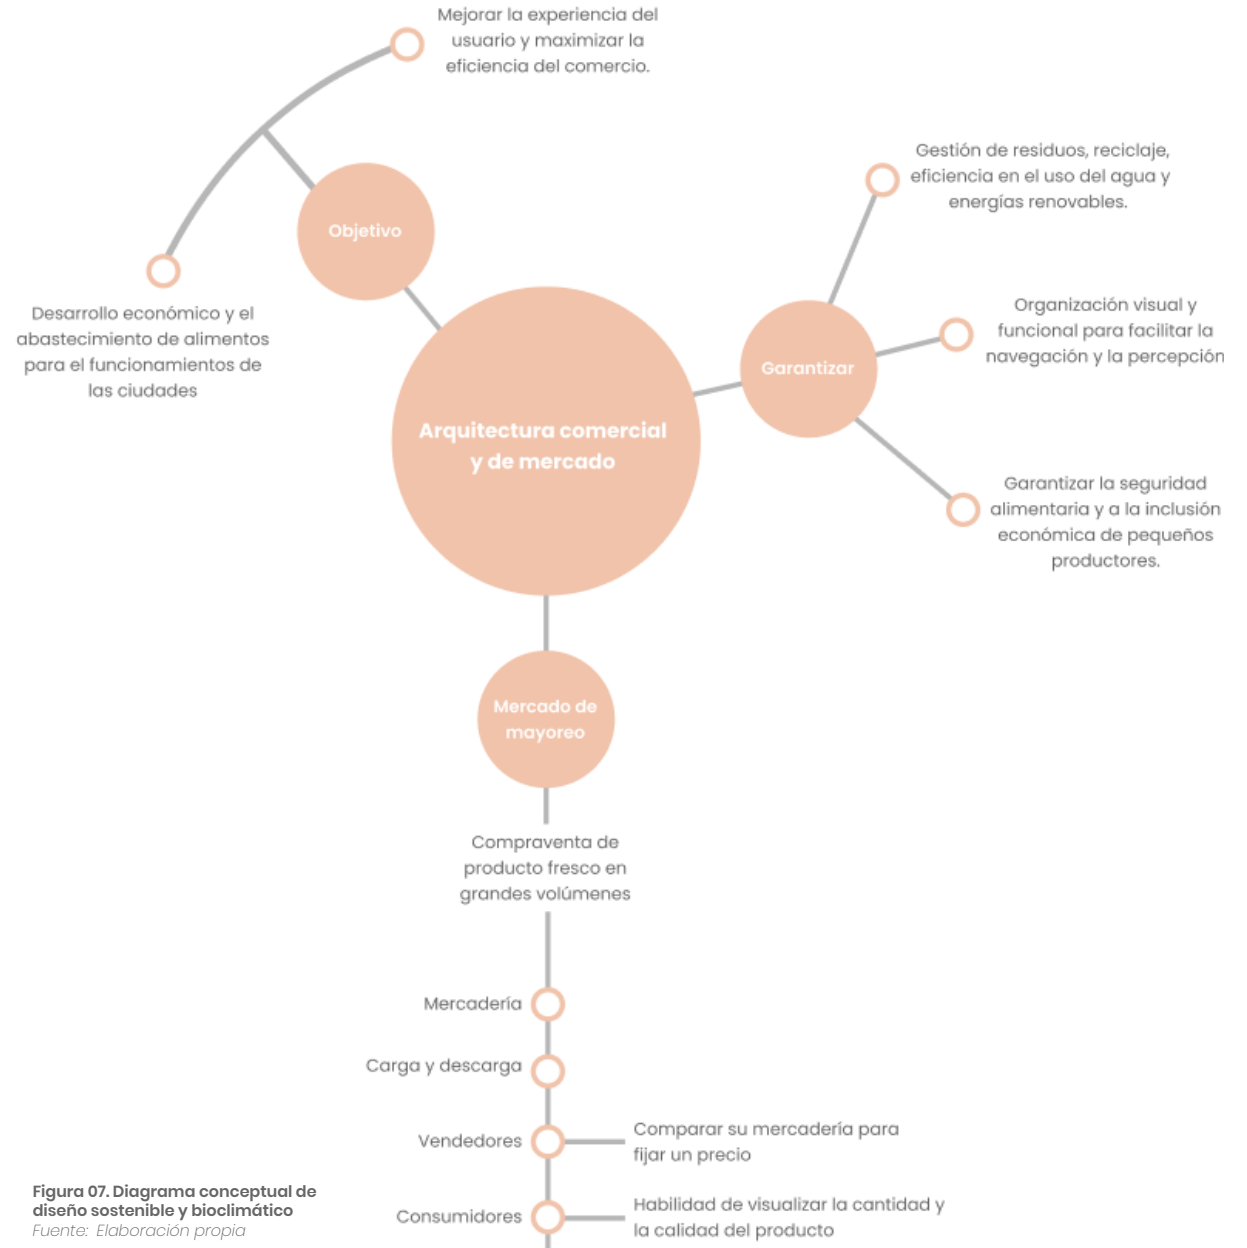 Mejorar la experiencia del
usuario y maximizar la
eficiencia del comercio.
Objetivo
Desarrollo económico y el
abastecimiento de alimentos
para el funcionamientos de
las ciudades
Gestión de residuos, reciclaje,
eficiencia en el uso del agua y
energías renovables.
Organización visual y
funcional para facilitar la
navegación y la percepción
Garantizar
Garantizar la seguridad
alimentaria y a la inclusión
económica de pequeños
productores.
Arquitectura comercial
y de mercado
Mercado de
mayoreo
Compraventa de
producto fresco en
grandes volúmenes
Mercadería
Carga y descarga
Vendedores
Comparar su mercadería para
fijar un precio
Consumidores
Habilidad de visualizar la cantidad y
la calidad del producto
Figura 07. Diagrama conceptual de
diseño sostenible y bioclimático
Fuente: Elaboración propia